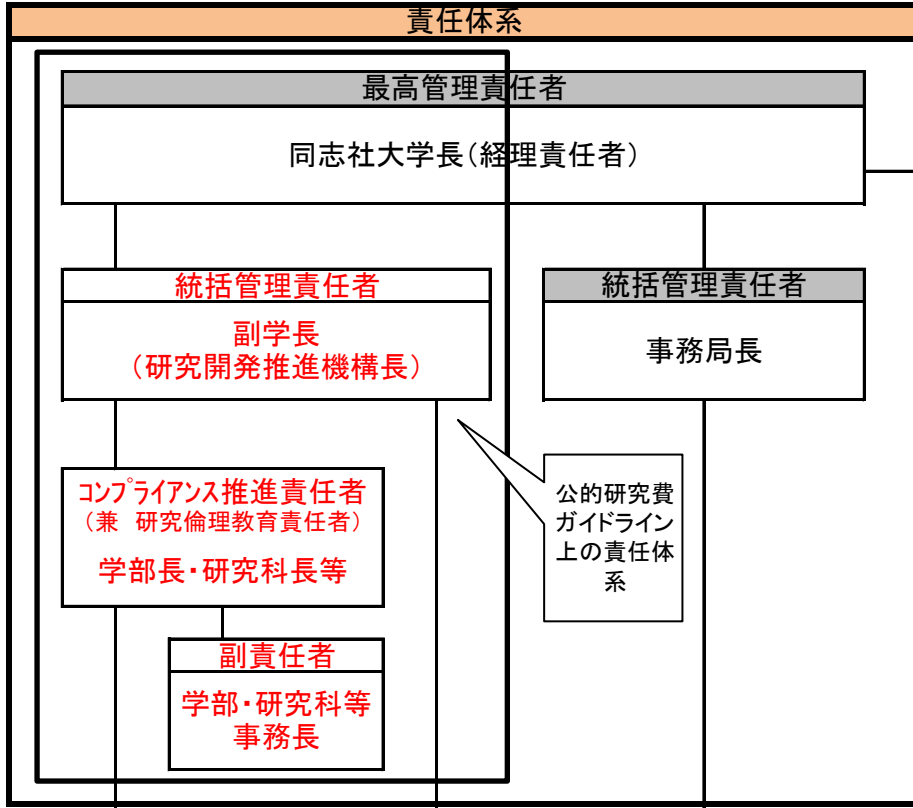 責任体系
最高管理責任者
同志社大学長(経理責任者)
統括管理責任者
副学長
(研究開発推進機構長)
統括管理責任者
事務局長
コンプライアンス推進責任者
(兼 研究倫理教育責任者)
学部長・研究科長等
公的研究費
ガイドライン
上の責任体
系
副責任者
学部・研究科等
事務長